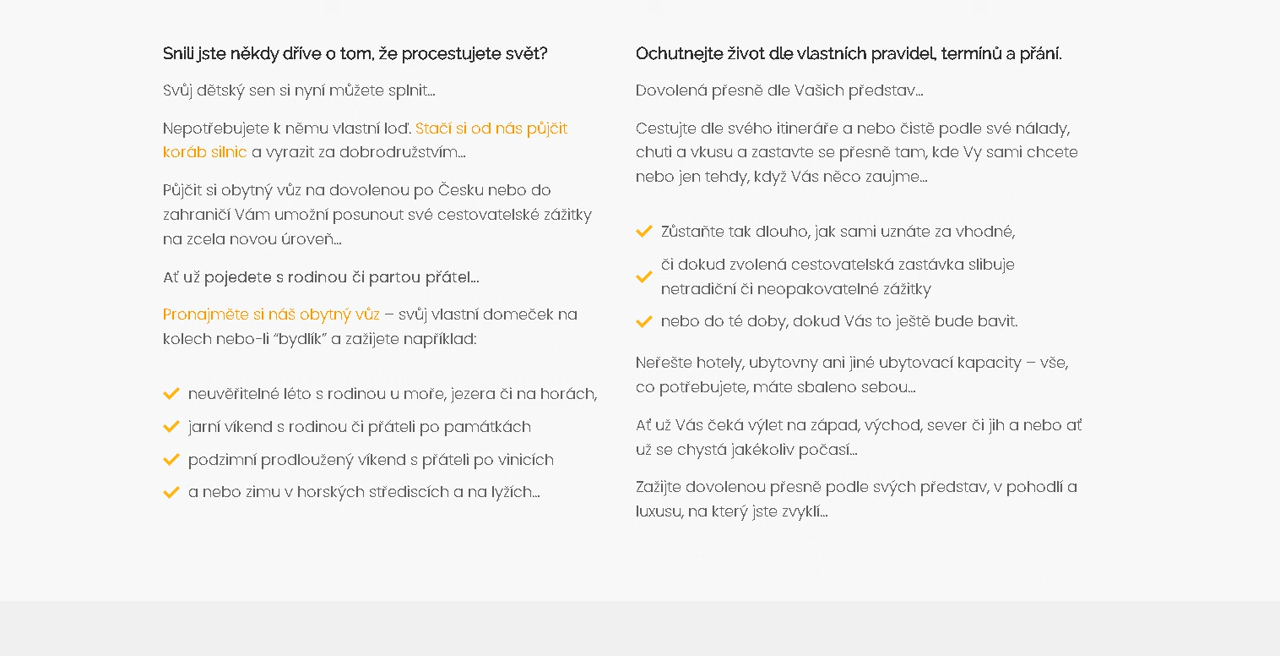 Snili jste někdy dříve o tom, že procestujete svět?
Svůj dětský sen si nyní můžete splnit...
Nepotřebujete k němu vlastní loď. Stačí si od nás půjčit
koráb silnic a vyrazit za dobrodružstvím...
Půjčit si obytný vůz na dovolenou po Česku nebo do
zahraničí Vám umožní posunout své cestovatelské zážitky
na zcela novou úroveň...
Ať už pojedete s rodinou či partou přátel...
Pronajměte si náš obytný vůz – svůj vlastní domeček na
kolech nebo-li “bydlík” a zažijete například:
neuvěřitelné léto s rodinou u moře, jezera či na horách,
jarní víkend s rodinou či přáteli po památkách
podzimní prodloužený víkend s přáteli po vinicích
a nebo zimu v horských střediscích a na lyžích...
Ochutnejte život dle vlastních pravidel, termínů a přání.
Dovolená přesně dle Vašich představ...
Cestujte dle svého itineráře a nebo čistě podle své nálady,
chuti a vkusu a zastavte se přesně tam, kde Vy sami chcete
nebo jen tehdy, když Vás něco zaujme...
Zůstaňte tak dlouho, jak sami uznáte za vhodné,
či dokud zvolená cestovatelská zastávka slibuje
netradiční či neopakovatelné zážitky
nebo do té doby, dokud Vás to ještě bude bavit.
Neřešte hotely, ubytovny ani jiné ubytovací kapacity – vše,
co potřebujete, máte sbaleno sebou...
Ať už Vás čeká výlet na západ, východ, sever či jih a nebo ať
už se chystá jakékoliv počasí...
Zažijte dovolenou přesně podle svých představ, v pohodlí a
luxusu, na který jste zvyklí...